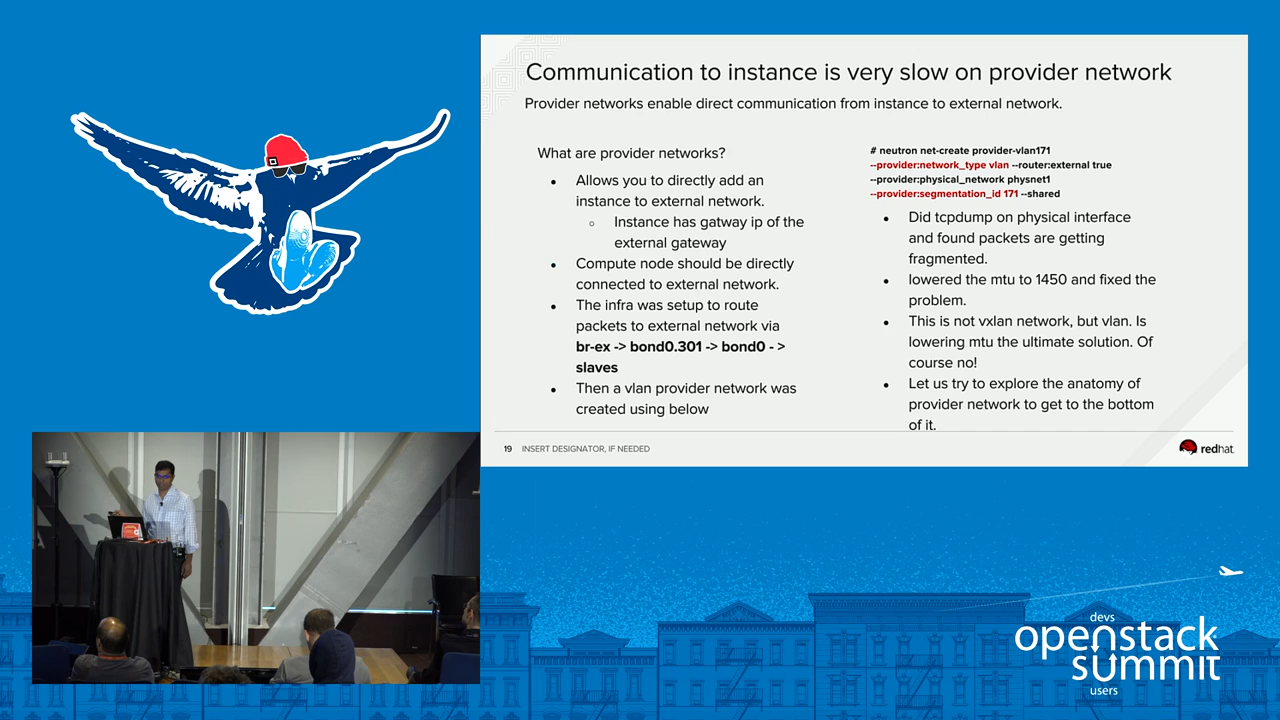 Communication to instance is very slow on provider network
Provider networks enable direct communication from instance to external network.
What are provider networks?
• Allows you to directly add an
instance to external network.
○ Instance has gatway ip of the
external gateway
• Compute node should be directly
connected to external network.
• The infra was setup to route
packets to external network via
br-ex -> bond0.301 -> bond0 - >
slaves
• Then a vlan provider network was
created using below
# neutron net-create provider-vlan171
--provider:network_type vlan --router:external true
--provider:physical_network physnet1
--provider:segmentation_id 171 --shared
• Did tcpdump on physical interface
and found packets are getting
fragmented.
• lowered the mtu to 1450 and fixed the
problem.
• This is not vxlan network, but vlan. Is
lowering mtu the ultimate solution. Of
course no!
• Let us try to explore the anatomy of
provider network to get to the bottom
of it.
19 INSERT DESIGNATOR, IF NEEDED
redhat.
devs
openstack
summit
users